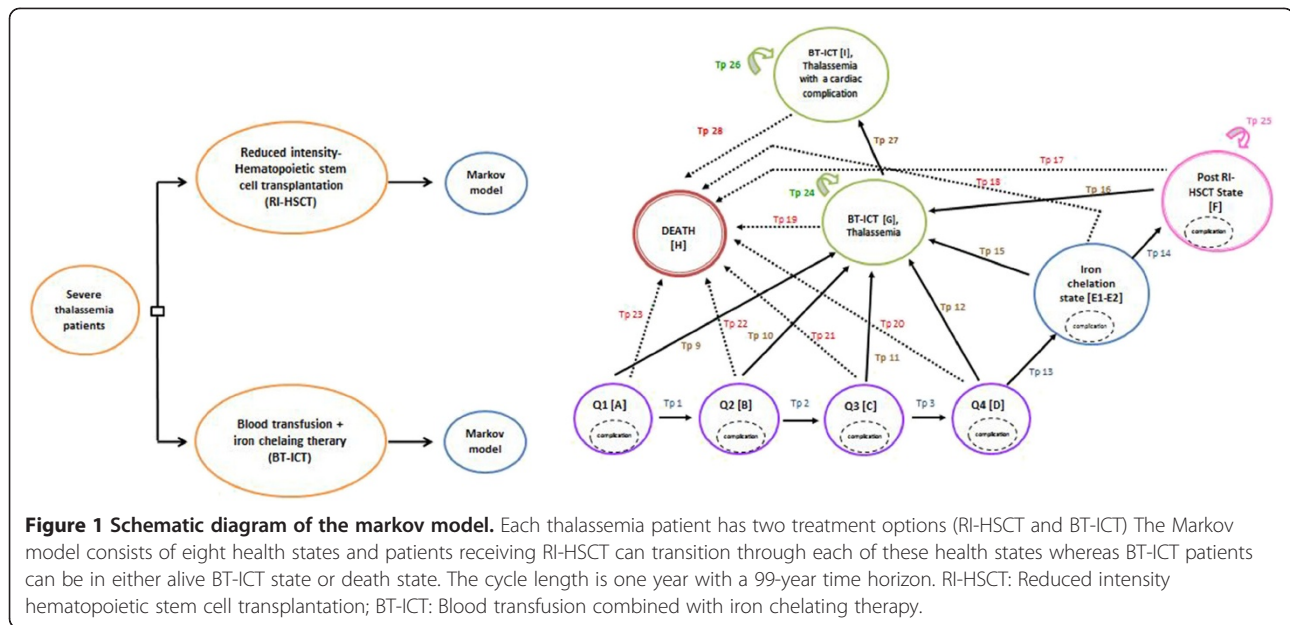 BT-ICT [I],
Thalassemia
with a cardiac
complication
Tp 26
Tp 28
Tp 27
Tp 25
Tp 17
Tp 18
Tp 16
Post RI-
HSCT State
[F]
complication
Reduced intensity-
Hematopoietic stem
cell transplantation
(RI-HSCT)
Markov
model
DEATH
[H]
Tp 24
Tp 19
BT-ICT [G],
Thalassemia
Tp 15
Tp 14
Iron
chelation
state [E1-E2]
complication
Severe
thalassemia
patients
Tp 23
Tp 22
Tp 10
Tp 9
Tp 21
Tp 11
Tp 20
Tp 12
Tp 13
Blood transfusion +
iron chelaing therary
(BT-ICT)
Markov
model
Q1 [A]
complication
Tp 1
Q2 [B]
complication
Tp 2
Q3 [C]
complication
Tp 3
Q4 [D]
complication
Figure 1 Schematic diagram of the markov model. Each thalassemia patient has two treatment options (RI-HSCT and BT-ICT) The Markov
model consists of eight health states and patients receiving RI-HSCT can transition through each of these health states whereas BT-ICT patients
can be in either alive BT-ICT state or death state. The cycle length is one year with a 99-year time horizon. RI-HSCT: Reduced intensity
hematopoietic stem cell transplantation; BT-ICT: Blood transfusion combined with iron chelating therapy.